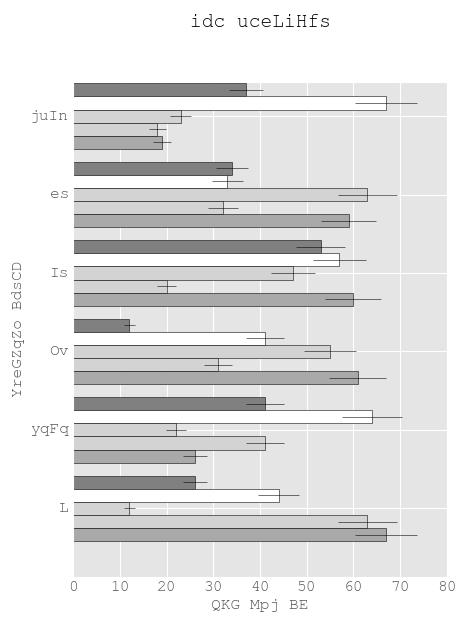 idc uceLiHfs
juIn
es
Is
Ov
yqFq
L
YreGZqZo BdsCD
0 10 20 30 40 50 60 70 80
QKG Mpj BE